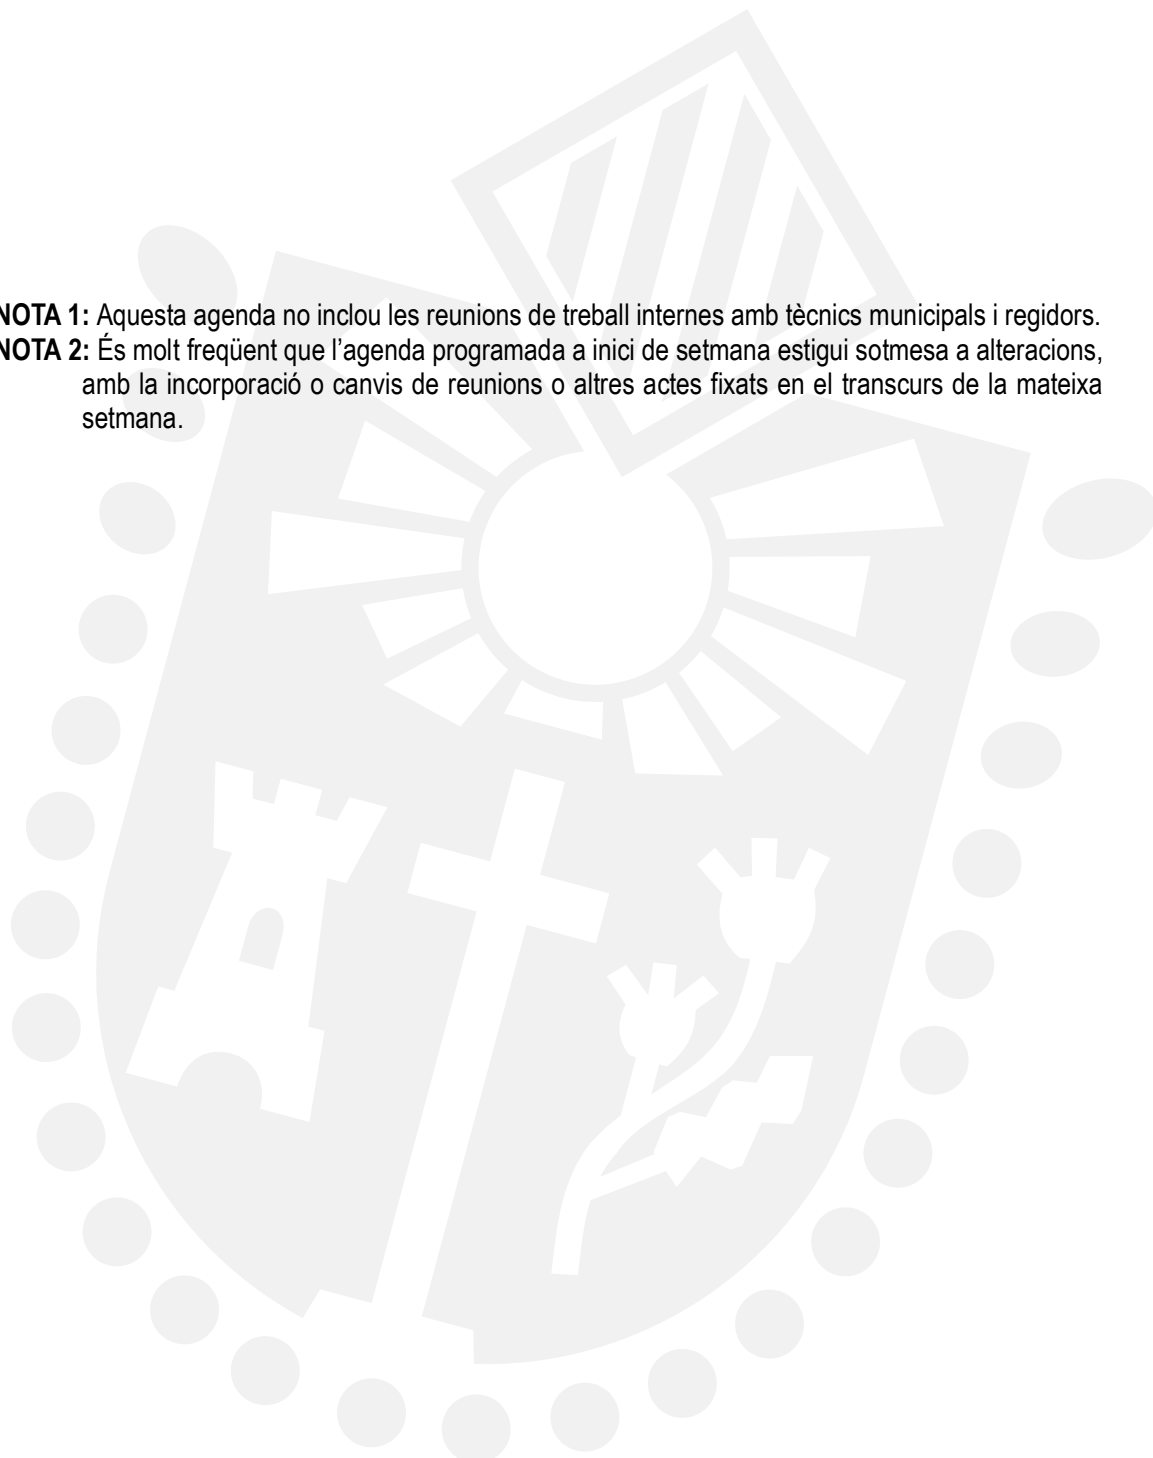 NOTA 1: Aquesta agenda no inclou les reunions de treball internes amb tècnics municipals i regidors.
NOTA 2: És molt freqüent que l’agenda programada a inici de setmana estigui sotmesa a alteracions,
amb la incorporació o canvis de reunions o altres actes fixats en el transcurs de la mateixa
setmana.